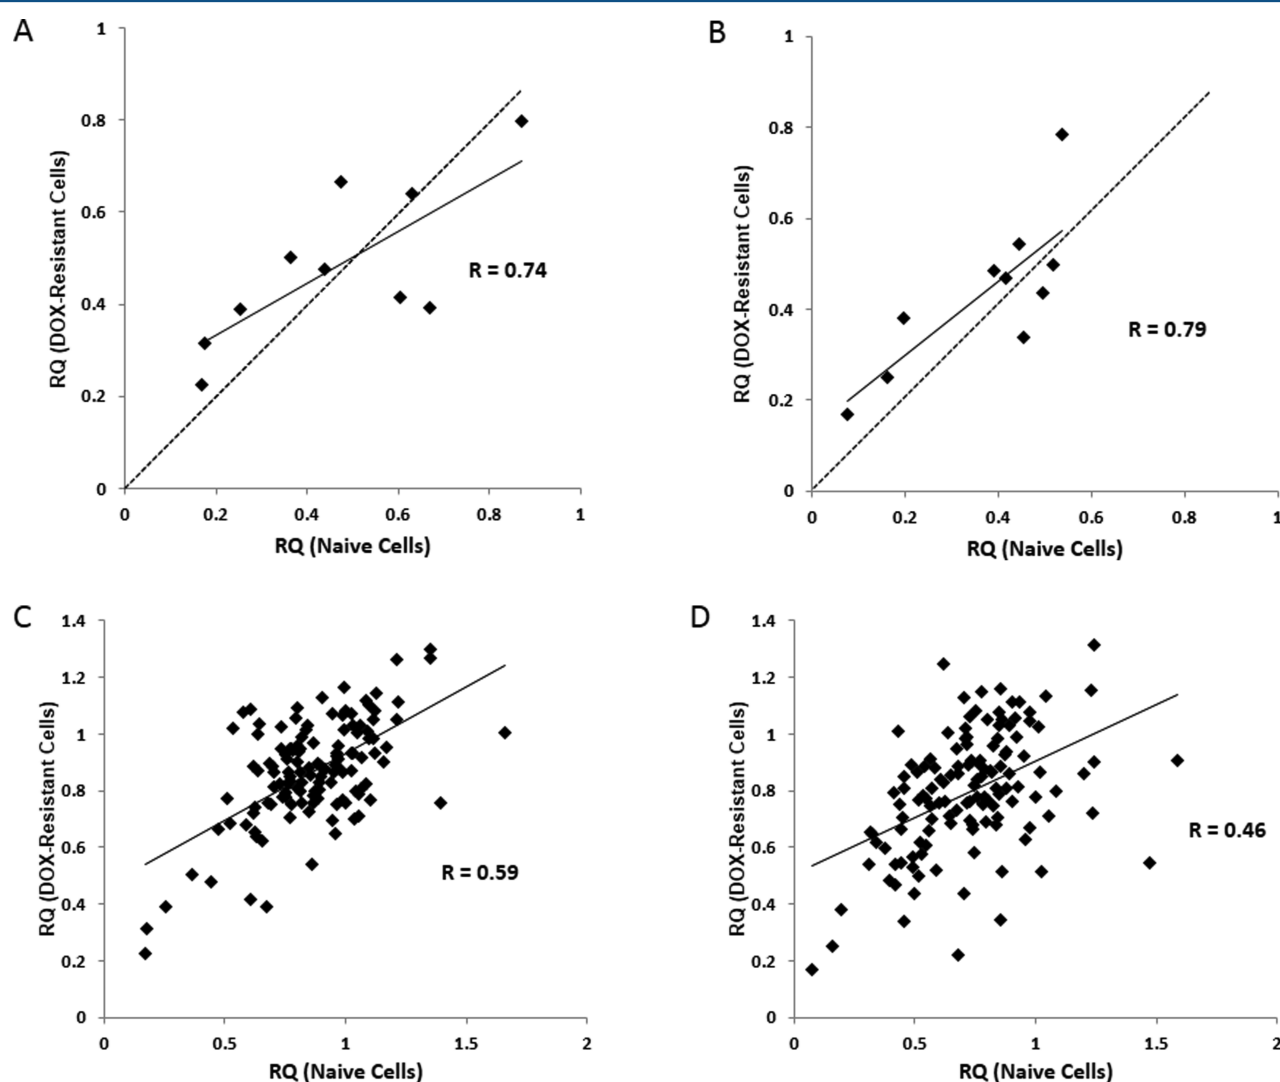 A
1
0.8
0.6
0.4
0.2
0
0 0.2 0.4 0.6 0.8 1
RQ (DOX-Resistant Cells)
RQ (Naive Cells)
R = 0.74
B
1
0.8
0.6
0.4
0.2
0
0 0.2 0.4 0.6 0.8 1
RQ (DOX-Resistant Cells)
RQ (Naive Cells)
R = 0.79
C
1.4
1.2
1
0.8
0.6
0.4
0.2
0
0 0.5 1 1.5 2
RQ (DOX-Resistant Cells)
RQ (Naive Cells)
R = 0.59
D
1.4
1.2
1
0.8
0.6
0.4
0.2
0
0 0.5 1 1.5 2
RQ (DOX-Resistant Cells)
RQ (Naive Cells)
R = 0.46